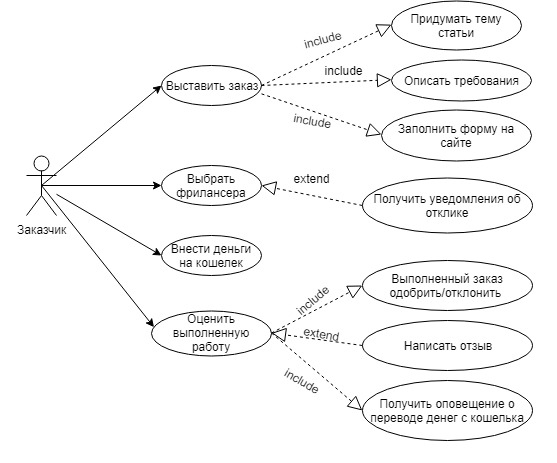 Придумать тему
статьи
include
Выставить заказ
include
Описать требования
include
Заполнить форму на
сайте
Заказчик
Выбрать
фрилансера
extend
Получить уведомления об
отклике
Внести деньги
на кошелек
Выполненный заказ
одобрить/отклонить
include
Оценить
выполненную
работу
extend
Написать отзыв
include
Получить оповещение о
переводе денег с кошелька